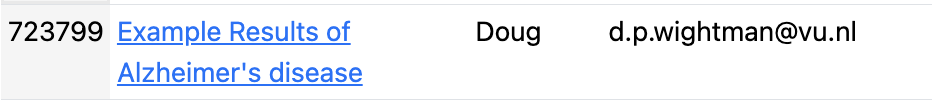 723799 Example Results of Doug d.p.wightman@vu.nl
Alzheimer's disease